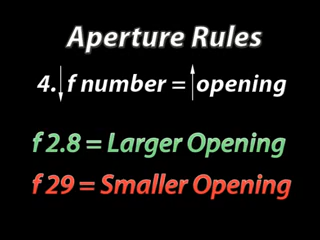 Aperture Rules
4.↓f number = ↑opening
f 2.8 = Larger Opening
f 29 = Smaller Opening